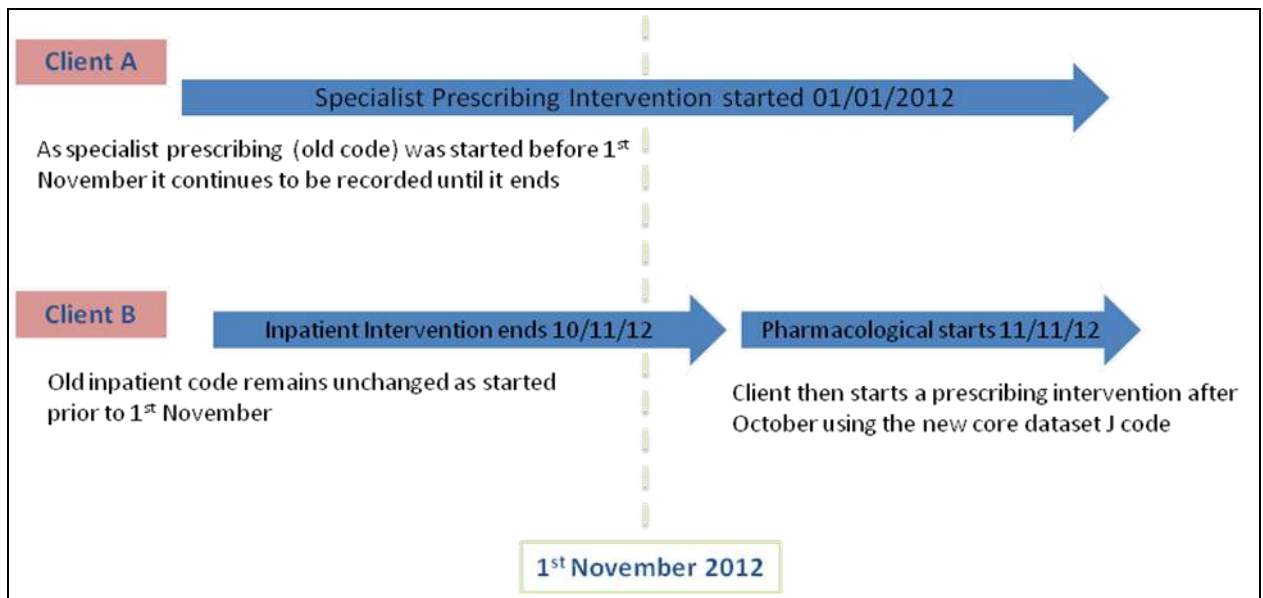 Client A
Specialist Prescribing Intervention started 01/01/2012
As specialist prescribing (old code) was started before 1st
November it continues to be recorded until it ends
Client B
Inpatient Intervention ends 10/11/12
Pharmacological starts 11/11/12
Old inpatient code remains unchanged as started
prior to 1st November
Client then starts a prescribing intervention after
October using the new core dataset J code
1st November 2012